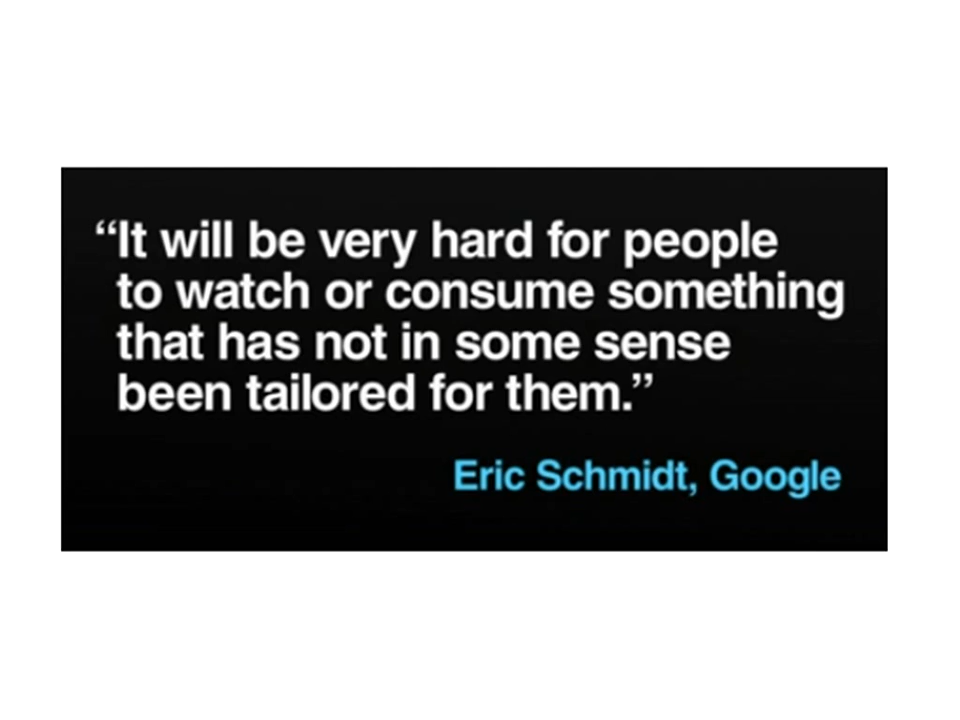 “It will be very hard for people
to watch or consume something
that has not in some sense
been tailored for them.”
Eric Schmidt, Google